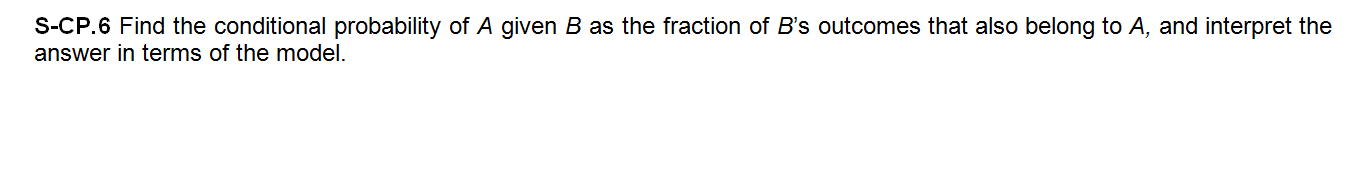 S-CP.6 Find the conditional probability of A given B as the fraction of B's outcomes that also belong to A, and interpret the
answer in terms of the model.